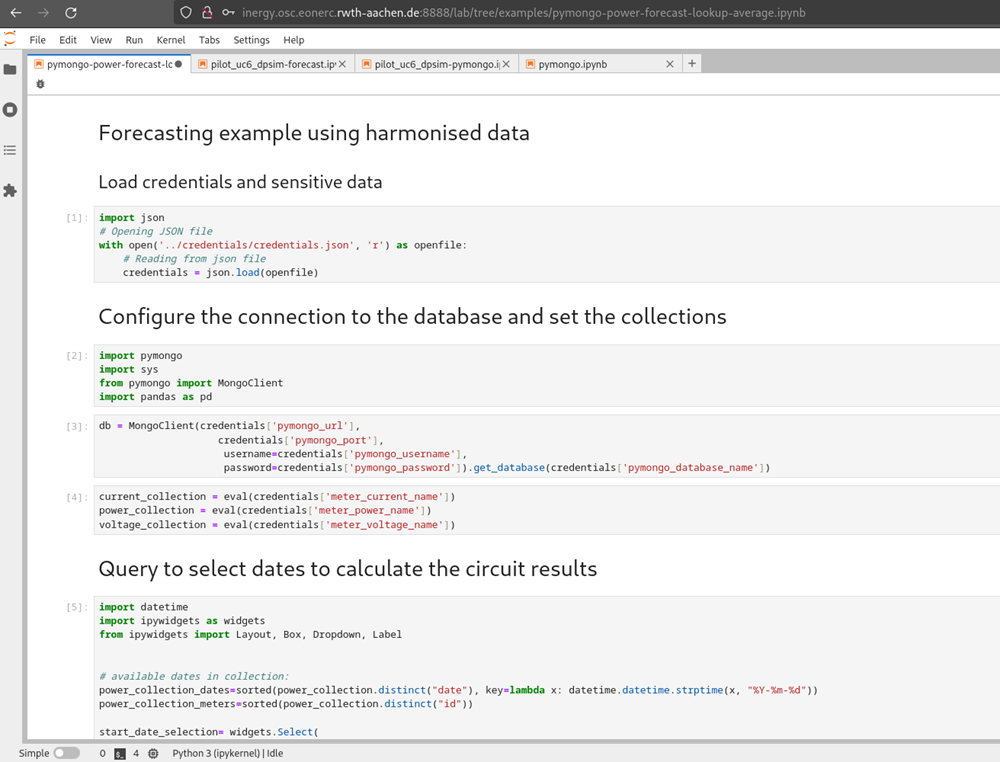 inergy.osc.eonerc.rwth-aachen.de:8888/lab/tree/examples/pymongo-power-forecast-lookup-average.ipynb
File Edit View Run Kernel Tabs Settings Help
pymongo-power-forecast-lc pilot_uc6_dpsim-forecast.ip pilot_uc6_dpsim-pymongo.i pymongo.ipynb
Forecasting example using harmonised data
Load credentials and sensitive data
[1]: import json
# Opening JSON file
with open('../credentials/credentials.json', 'r') as openfile:
    # Reading from json file
    credentials = json.load(openfile)
Configure the connection to the database and set the collections
[2]: import pymongo
import sys
from pymongo import MongoClient
import pandas as pd
[3]: db = MongoClient(credentials['pymongo_url'],
                   credentials['pymongo_port'],
                    username=credentials['pymongo_username'],
                    password=credentials['pymongo_password']).get_database(credentials['pymongo_database_name'])
[4]: current_collection = eval(credentials['meter_current_name'])
power_collection = eval(credentials['meter_power_name'])
voltage_collection = eval(credentials['meter_voltage_name'])
Query to select dates to calculate the circuit results
[5]: import datetime
import ipywidgets as widgets
from ipywidgets import Layout, Box, Dropdown, Label
# available dates in collection:
power_collection_dates=sorted(power_collection.distinct("date"), key=lambda x: datetime.datetime.strptime(x, "%Y-%m-%d"))
power_collection_meters=sorted(power_collection.distinct("id"))
start_date_selection= widgets.Select(
Simple 0 $_ 4 Python 3 (ipykernel) | Idle